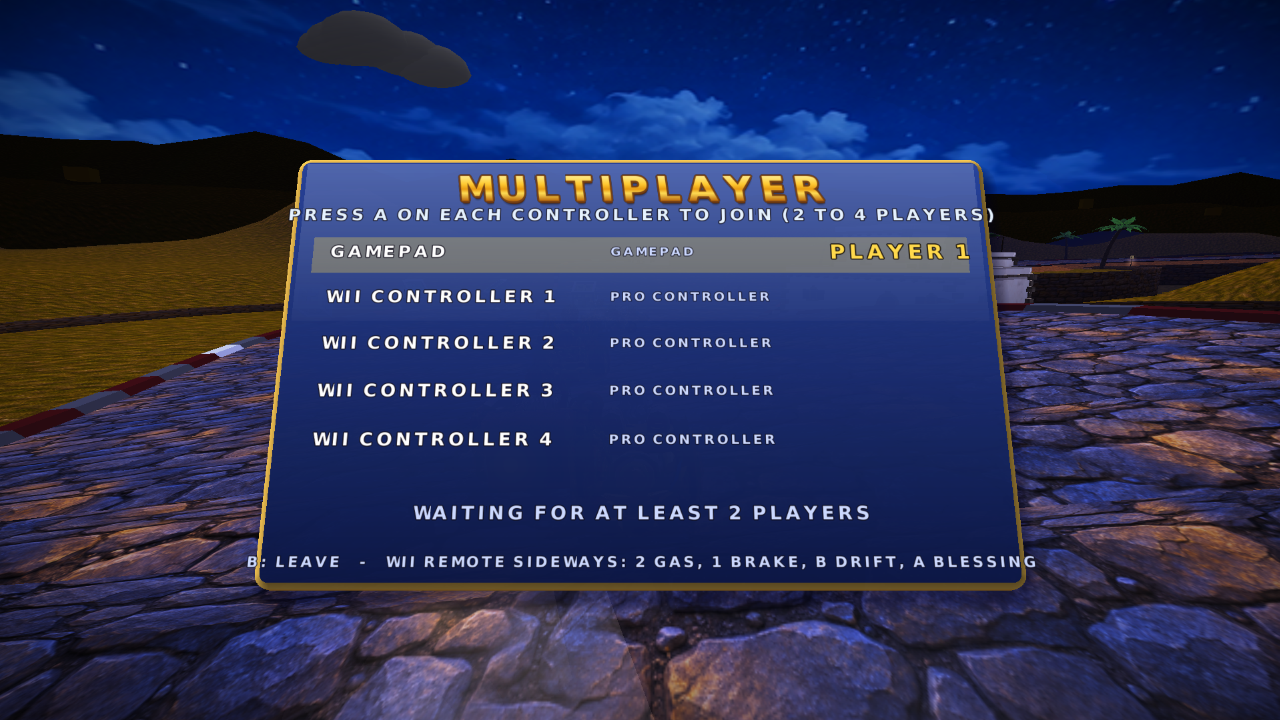 MULTIPLAYER
PRESS A ON EACH CONTROLLER TO JOIN (2 TO 4 PLAYERS)
GAMEPAD GAMEPAD PLAYER 1
WII CONTROLLER 1 PRO CONTROLLER
WII CONTROLLER 2 PRO CONTROLLER
WII CONTROLLER 3 PRO CONTROLLER
WII CONTROLLER 4 PRO CONTROLLER
WAITING FOR AT LEAST 2 PLAYERS
B: LEAVE - WII REMOTE SIDEWAYS: 2 GAS, 1 BRAKE, B DRIFT, A BLESSING